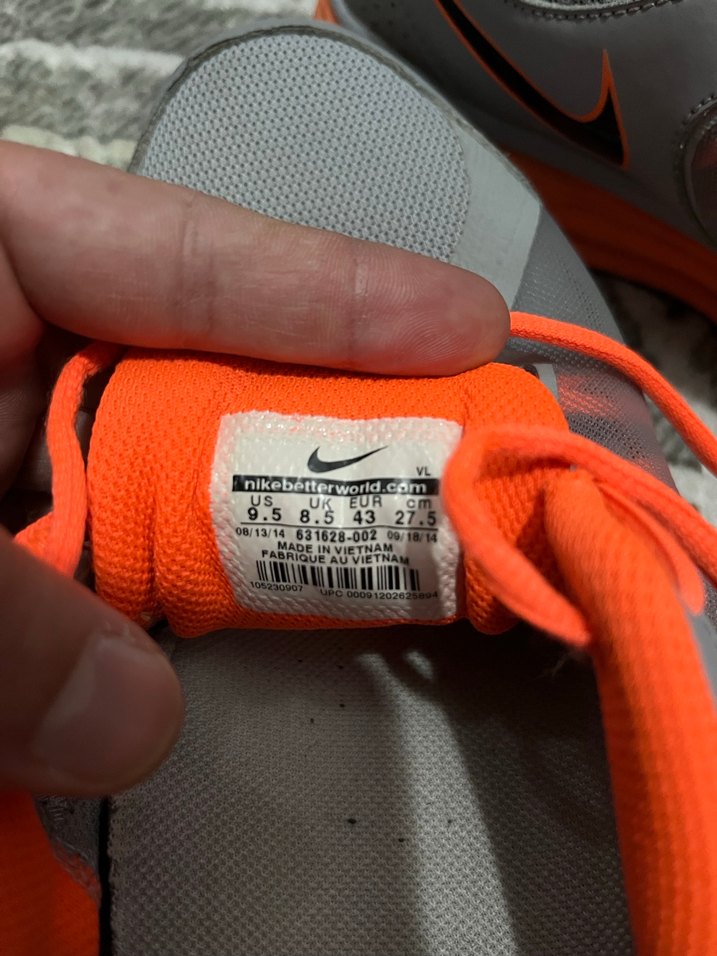 VL
nikebetterworld.com
US UK EUR cm
9.5 8.5 43 27.5
08/13/14 631628-002 09/18/14
MADE IN VIETNAM
FABRIQUE AU VIETNAM
105230907 UPC 00091202625894